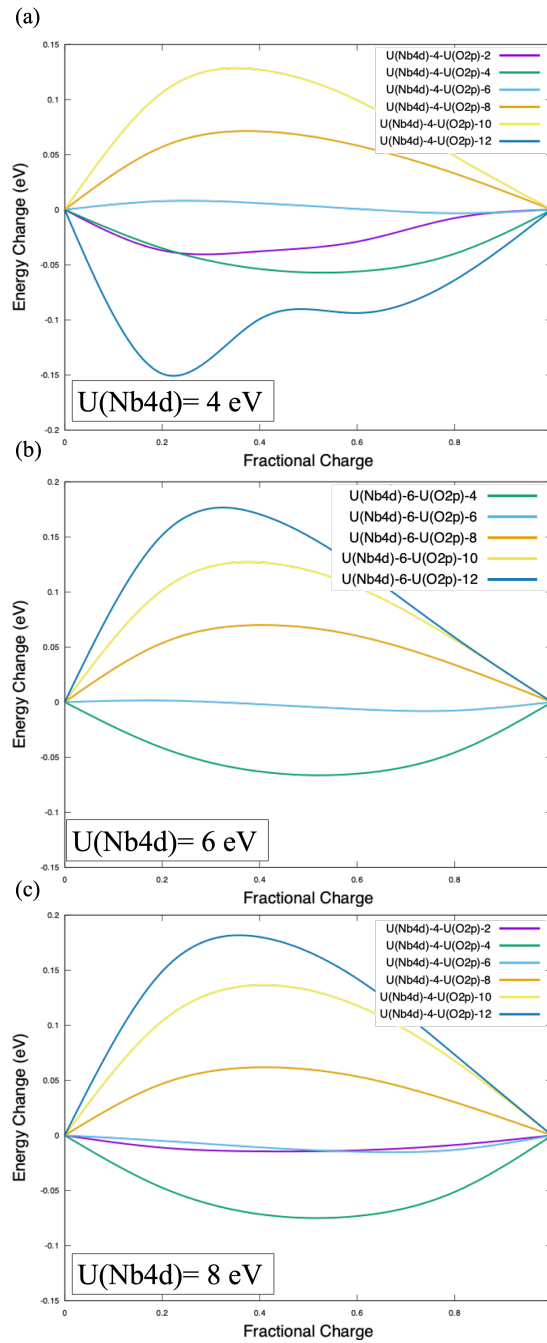 (a)
0.15
0.1
0.05
0
-0.05
-0.1
-0.15
-0.2
Energy Change (eV)
U(Nb4d)-4-U(O2p)-2
U(Nb4d)-4-U(O2p)-4
U(Nb4d)-4-U(O2p)-6
U(Nb4d)-4-U(O2p)-8
U(Nb4d)-4-U(O2p)-10
U(Nb4d)-4-U(O2p)-12
U(Nb4d)= 4 eV
0 0.2 0.4 0.6 0.8
Fractional Charge
(b)
0.2
0.15
0.1
0.05
0
-0.05
-0.1
-0.15
Energy Change (eV)
U(Nb4d)-6-U(O2p)-4
U(Nb4d)-6-U(O2p)-6
U(Nb4d)-6-U(O2p)-8
U(Nb4d)-6-U(O2p)-10
U(Nb4d)-6-U(O2p)-12
U(Nb4d)= 6 eV
0 0.2 0.4 0.6 0.8
Fractional Charge
(c)
0.2
0.15
0.1
0.05
0
-0.05
-0.1
-0.15
Energy Change (eV)
U(Nb4d)-4-U(O2p)-2
U(Nb4d)-4-U(O2p)-4
U(Nb4d)-4-U(O2p)-6
U(Nb4d)-4-U(O2p)-8
U(Nb4d)-4-U(O2p)-10
U(Nb4d)-4-U(O2p)-12
U(Nb4d)= 8 eV
0 0.2 0.4 0.6 0.8
Fractional Charge